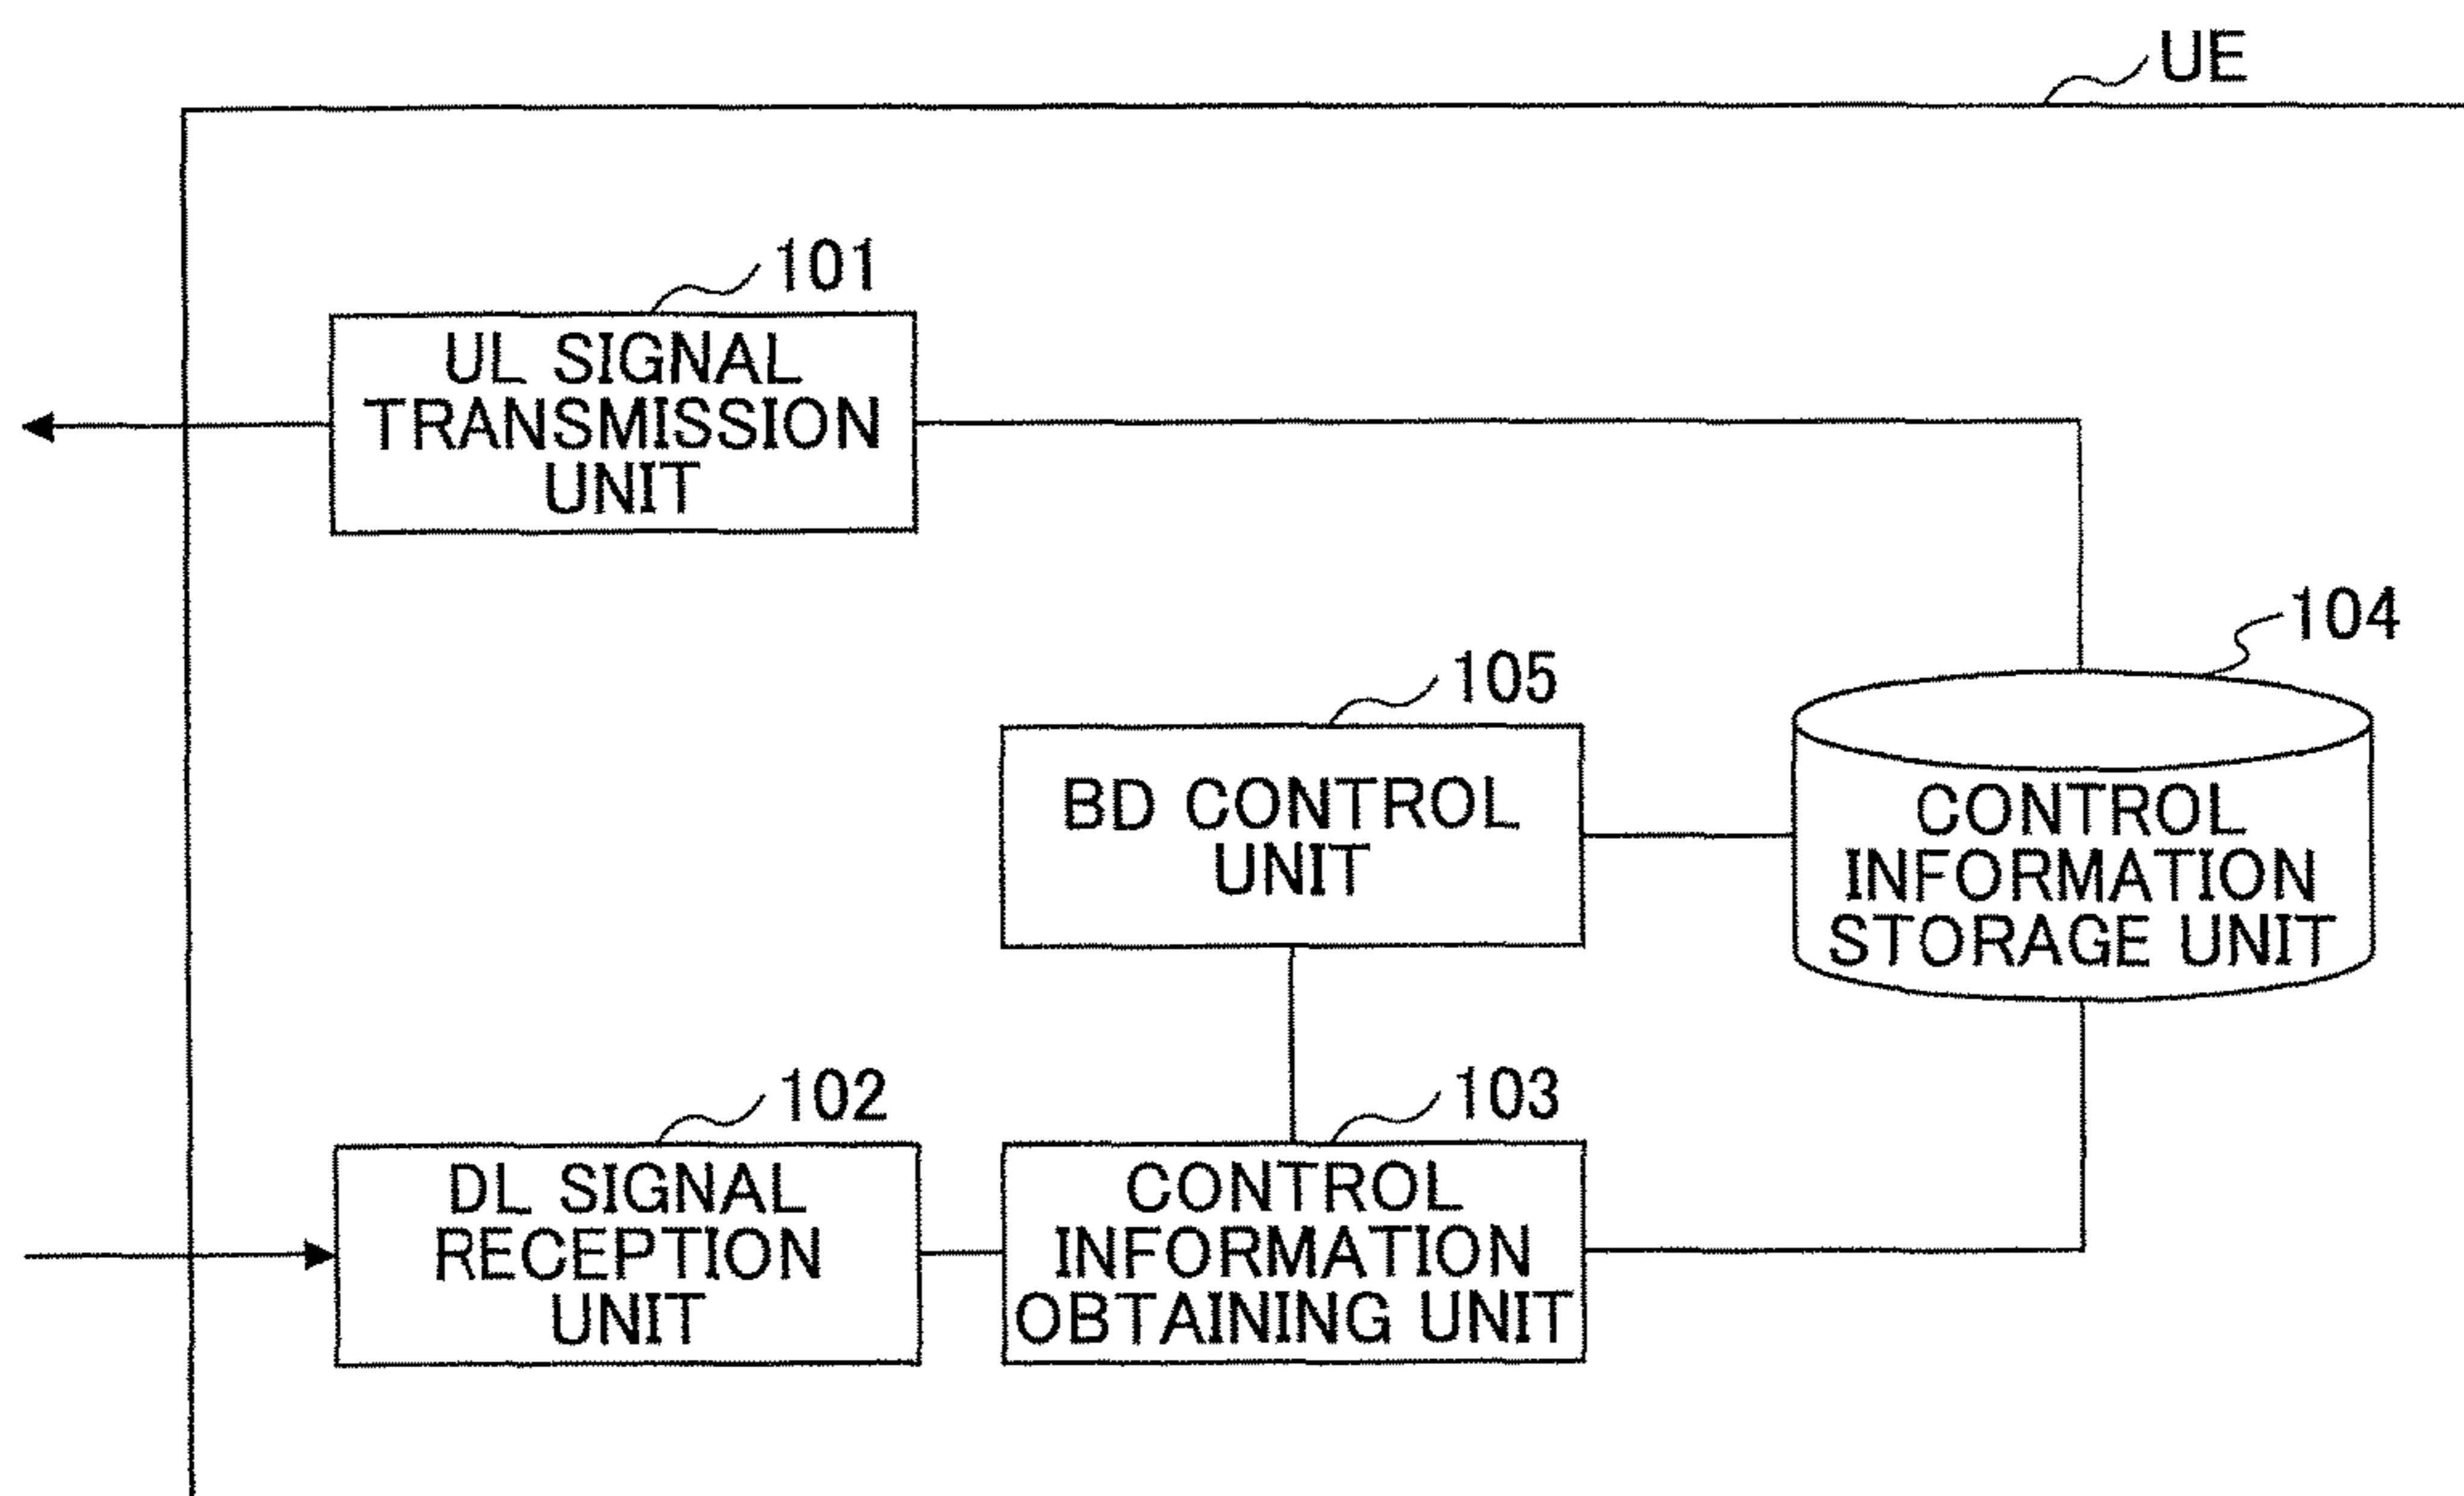 UE
101
UL SIGNAL
TRANSMISSION
UNIT
104
105
BD CONTROL
UNIT
CONTROL
INFORMATION
STORAGE UNIT
102
DL SIGNAL
RECEPTION
UNIT
103
CONTROL
INFORMATION
OBTAINING UNIT